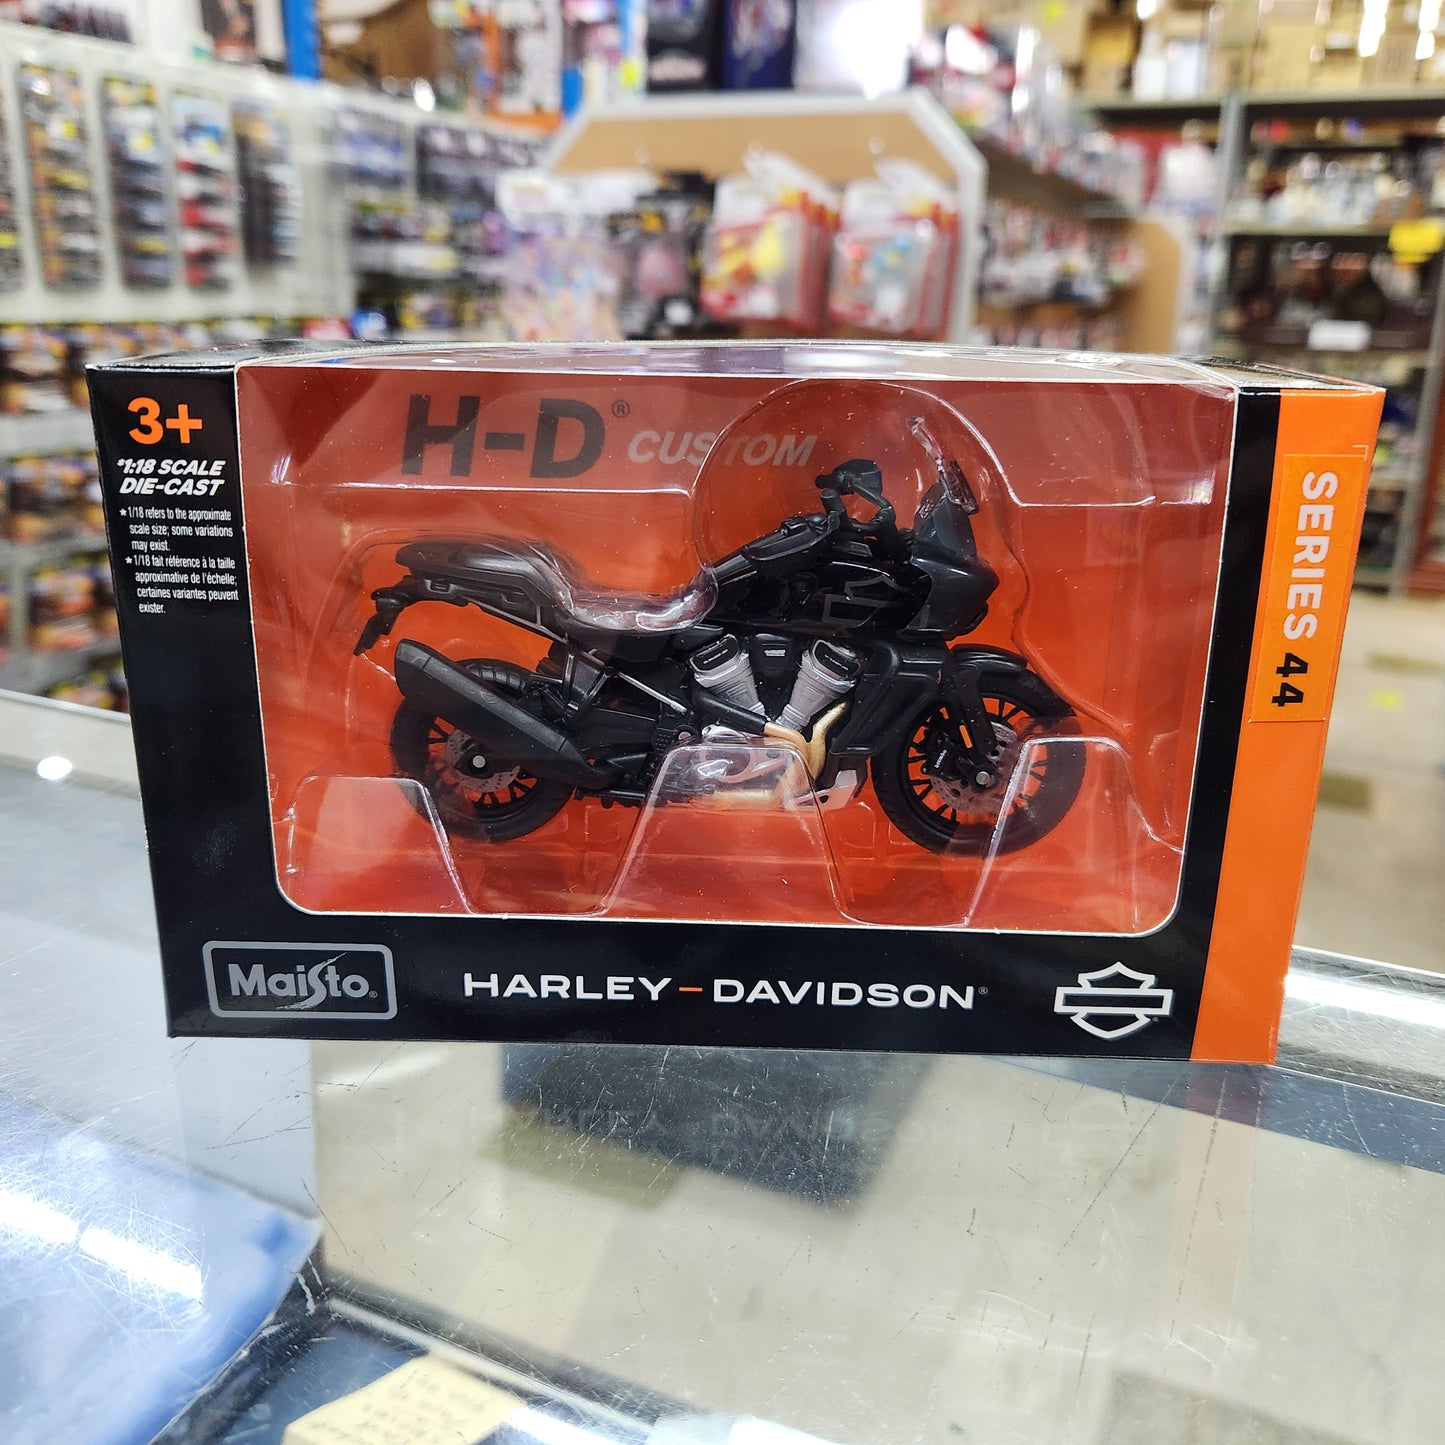 3+
*1:18 SCALE
DIE-CAST
*1/18 refers to the approximate
scale size; some variations
may exist.
*1/18 fait référence à la taille
approximative de l'échelle;
certaines variantes peuvent
exister.
H-D® CUSTOM
SERIES 44
Maisto®
HARLEY-DAVIDSON®